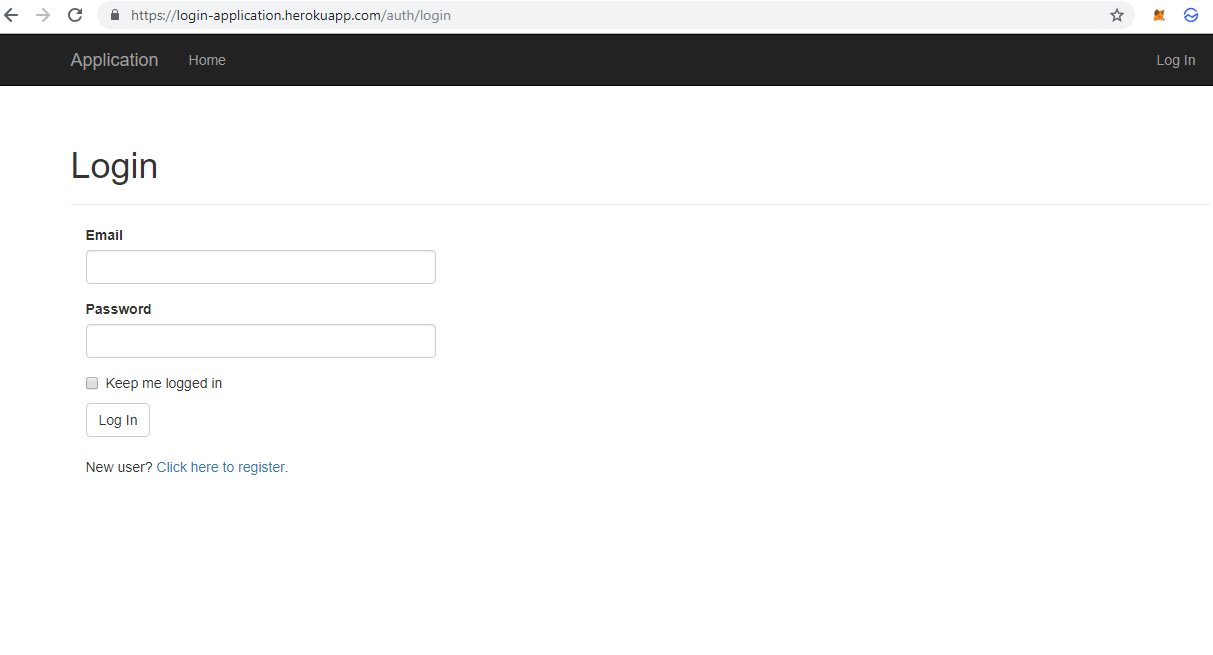 https://login-application.herokuapp.com/auth/login
Application Home Log In
Login
Email
Password
Keep me logged in
Log In
New user? Click here to register.